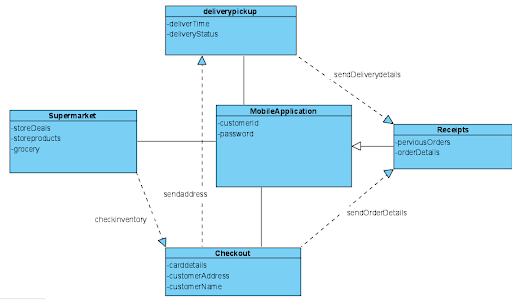 deliverypickup
-deliverTime
-deliveryStatus
sendDeliverydetails
Supermarket
-storeDeals
-storeproducts
-grocery
MobileApplication
-customerId
-password
Receipts
-perviousOrders
-orderDetails
sendaddress
checkinventory
sendOrderDetails
Checkout
-carddetails
-customerAddress
-customerName